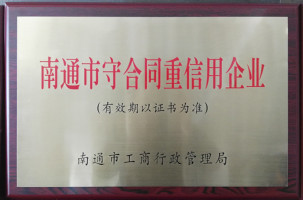 南通市守合同重信用企业
(有效期以证书为准)
南通市工商行政管理局